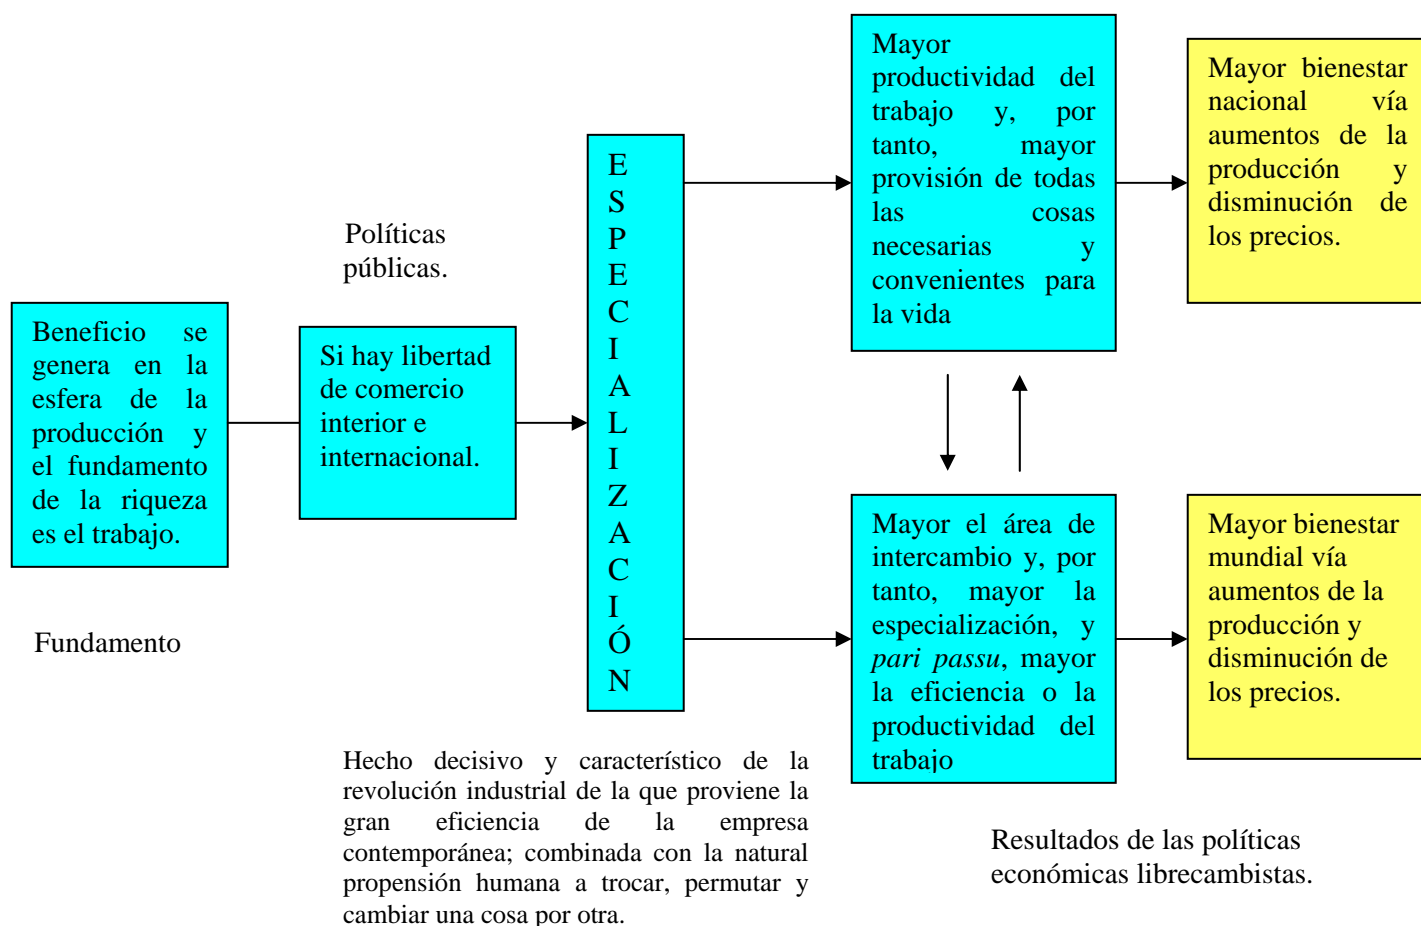 Beneficio se
genera en la
esfera de la
producción y
el fundamento
de la riqueza
es el trabajo.
Fundamento
Políticas
públicas.
Si hay libertad
de comercio
interior e
internacional.
E
S
P
E
C
I
A
L
I
Z
A
C
I
Ó
N
Hecho decisivo y característico de la
revolución industrial de la que proviene la
gran eficiencia de la empresa
contemporánea; combinada con la natural
propensión humana a trocar, permutar y
cambiar una cosa por otra.
Mayor
productividad del
trabajo y, por
tanto, mayor
provisión de todas
las cosas
necesarias y
convenientes para
la vida
Mayor bienestar
nacional vía
aumentos de la
producción y
disminución de
los precios.
Mayor el área de
intercambio y, por
tanto, mayor la
especialización, y
pari passu, mayor
la eficiencia o la
productividad del
trabajo
Mayor bienestar
mundial vía
aumentos de la
producción y
disminución de
los precios.
Resultados de las políticas
económicas librecambistas.